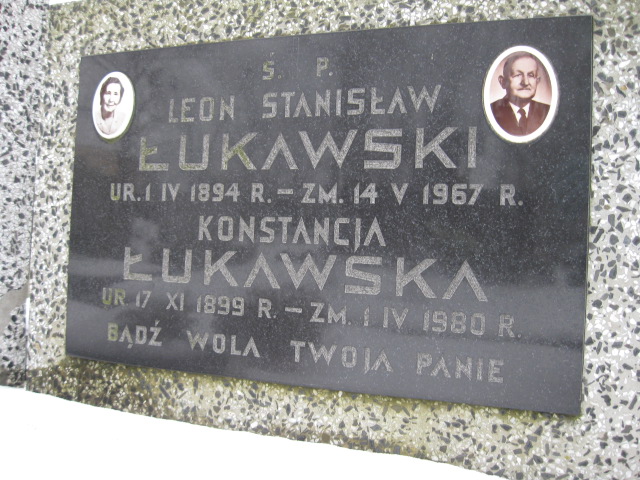 Ś. P.
LEON STANISŁAW
ŁUKAWSKI
UR. 1 IV 1894 R. – ZM. 14 V 1967 R.
KONSTANCJA
ŁUKAWSKA
UR 17 XI 1899 R – ZM. 1 IV 1980 R.
BĄDŹ WOLA TWOJA PANIE